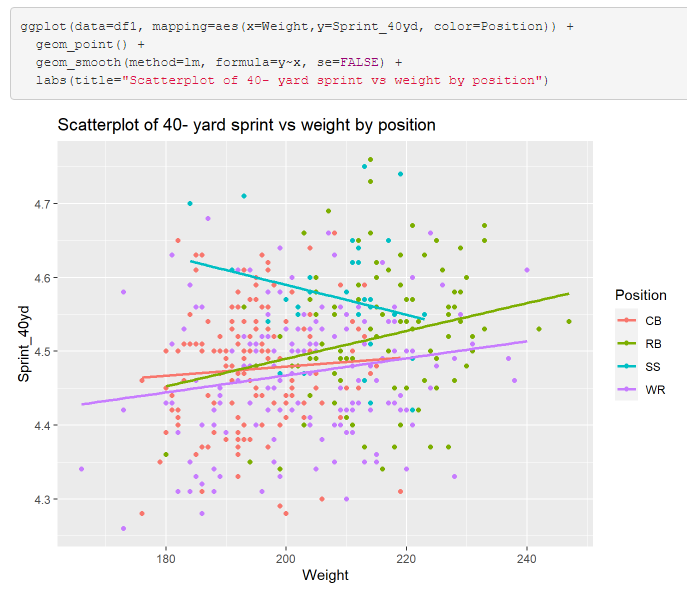 ggplot(data=df1, mapping=aes(x=Weight,y=Sprint_40yd, color=Position)) +
geom_point() +
geom_smooth(method=lm, formula=y~x, se=FALSE) +
labs(title="Scatterplot of 40- yard sprint vs weight by position")
Scatterplot of 40- yard sprint vs weight by position
4.7
4.6
4.5
4.4
4.3
Sprint_40yd
180
200
220
240
Weight
Position
CB
RB
SS
WR